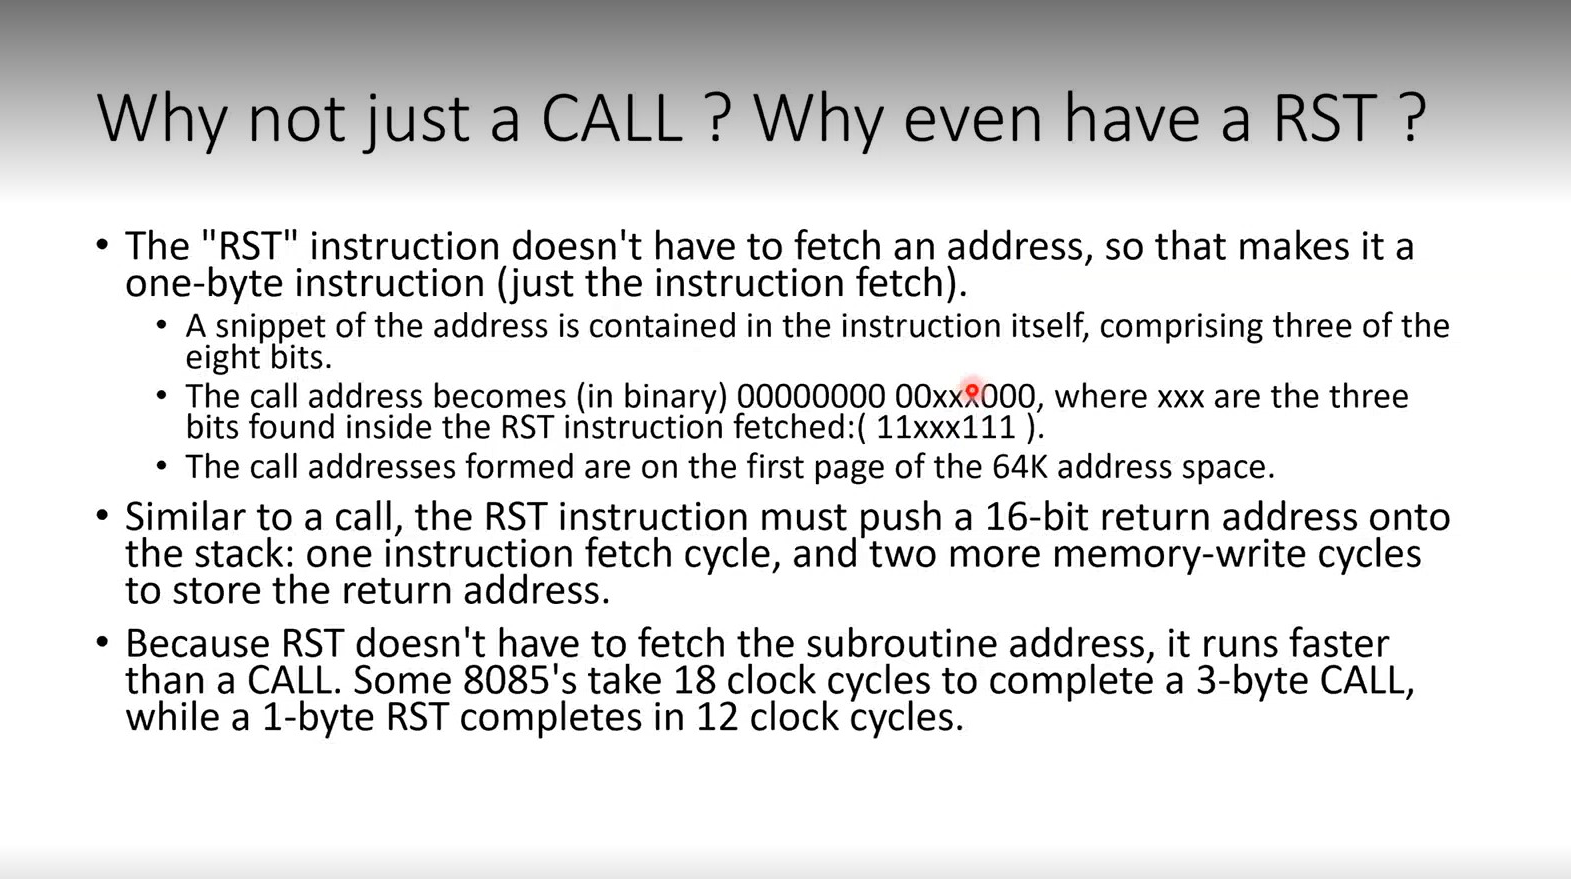 Why not just a CALL ? Why even have a RST ?
• The "RST" instruction doesn't have to fetch an address, so that makes it a
one-byte instruction (just the instruction fetch).
• A snippet of the address is contained in the instruction itself, comprising three of the
eight bits.
• The call address becomes (in binary) 00000000 00xxx000, where xxx are the three
bits found inside the RST instruction fetched:( 11xxx111 ).
• The call addresses formed are on the first page of the 64K address space.
• Similar to a call, the RST instruction must push a 16-bit return address onto
the stack: one instruction fetch cycle, and two more memory-write cycles
to store the return address.
• Because RST doesn't have to fetch the subroutine address, it runs faster
than a CALL. Some 8085's take 18 clock cycles to complete a 3-byte CALL,
while a 1-byte RST completes in 12 clock cycles.